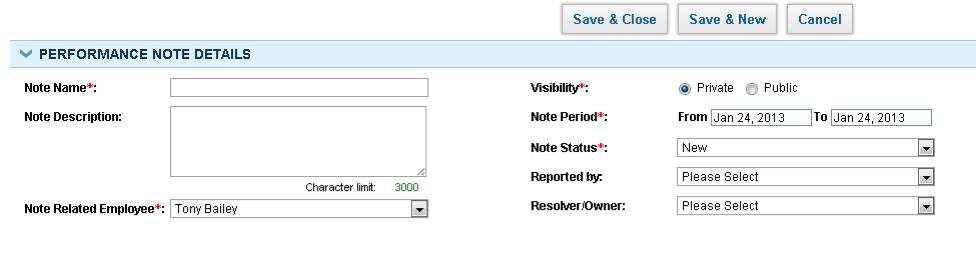 Save & Close Save & New Cancel
PERFORMANCE NOTE DETAILS
Note Name*:
Note Description:
Character limit: 3000
Note Related Employee*: Tony Bailey
Visibility*: Private Public
Note Period*: From Jan 24, 2013 To Jan 24, 2013
Note Status*: New
Reported by: Please Select
Resolver/Owner: Please Select